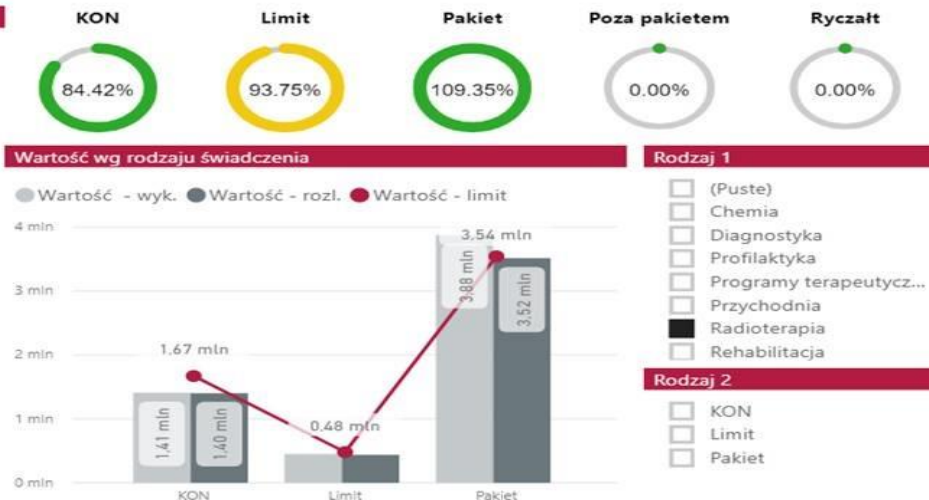 KON
Limit
Pakiet
Poza pakietem
Ryczałt
84.42%
93.75%
109.35%
0.00%
0.00%
Wartość wg rodzaju świadczenia
Wartość - wyk. Wartość - rozl. Wartość - limit
4 mln
3 mln
2 mln
1 mln
0 mln
1.67 mln
0.48 mln
3.54 mln
1.41 mln
1.40 mln
3.88 mln
3.52 mln
KON
Limit
Pakiet
Rodzaj 1
(Puste)
Chemia
Diagnostyka
Profilaktyka
Programy terapeutycz...
Przychodnia
Radioterapia
Rehabilitacja
Rodzaj 2
KON
Limit
Pakiet